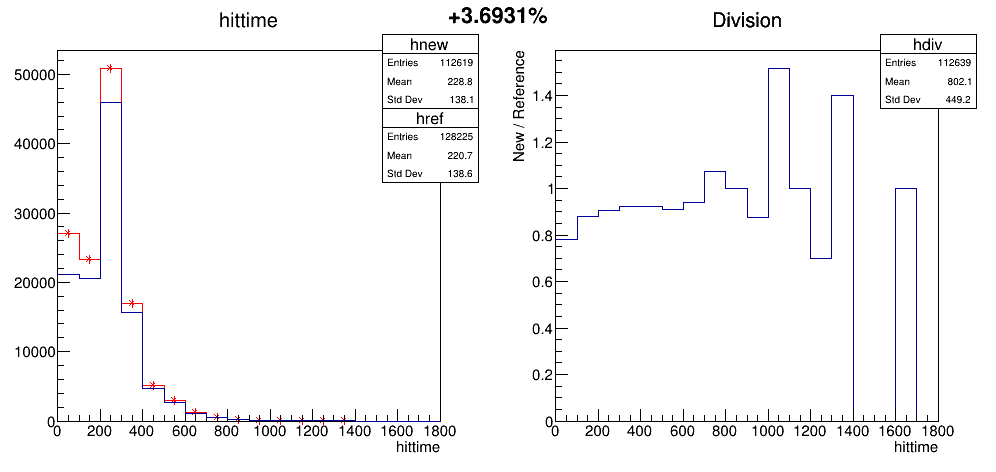 +3.6931%
hittime
hnew
Entries 112619
Mean 228.8
Std Dev 138.1
href
Entries 128225
Mean 220.7
Std Dev 138.6
50000
40000
30000
20000
10000
0
0 200 400 600 800 1000 1200 1400 1600 1800
hittime
Division
hdiv
Entries 112639
Mean 802.1
Std Dev 449.2
New / Reference
1.4
1.2
1
0.8
0.6
0.4
0.2
0
0 200 400 600 800 1000 1200 1400 1600 1800
hittime